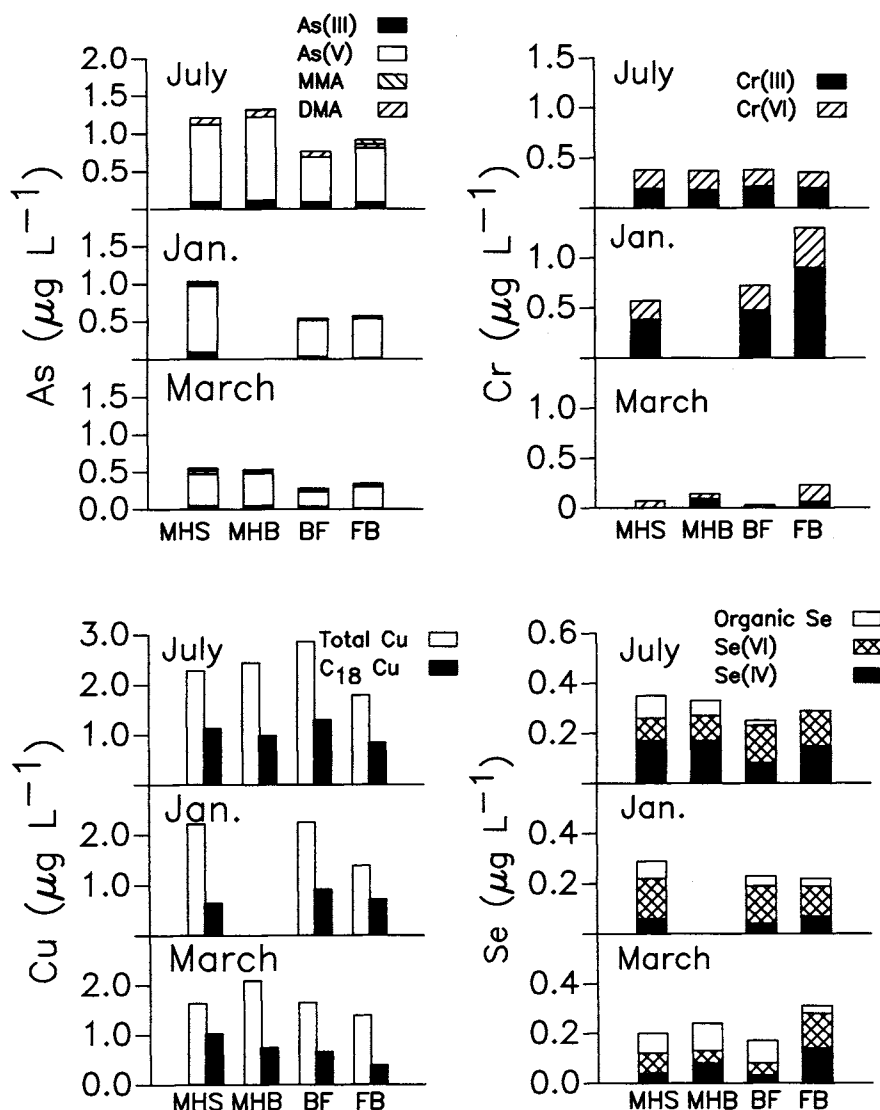 As(III)
As(V)
MMA
DMA
July
2.0
1.5
1.0
0.5
Jan.
1.5
1.0
0.5
March
1.5
1.0
0.5
0.0
As (μg L⁻¹)
MHS MHB BF FB
Cr(III)
Cr(VI)
July
1.5
1.0
0.5
Jan.
1.0
0.5
March
1.0
0.5
0
Cr (μg L⁻¹)
MHS MHB BF FB
Total Cu
C₁₈ Cu
July
3.0
2.0
1.0
Jan.
2.0
1.0
March
2.0
1.0
0.0
Cu (μg L⁻¹)
MHS MHB BF FB
Organic Se
Se(VI)
Se(IV)
July
0.6
0.4
0.2
Jan.
0.4
0.2
March
0.4
0.2
0.0
Se (μg L⁻¹)
MHS MHB BF FB